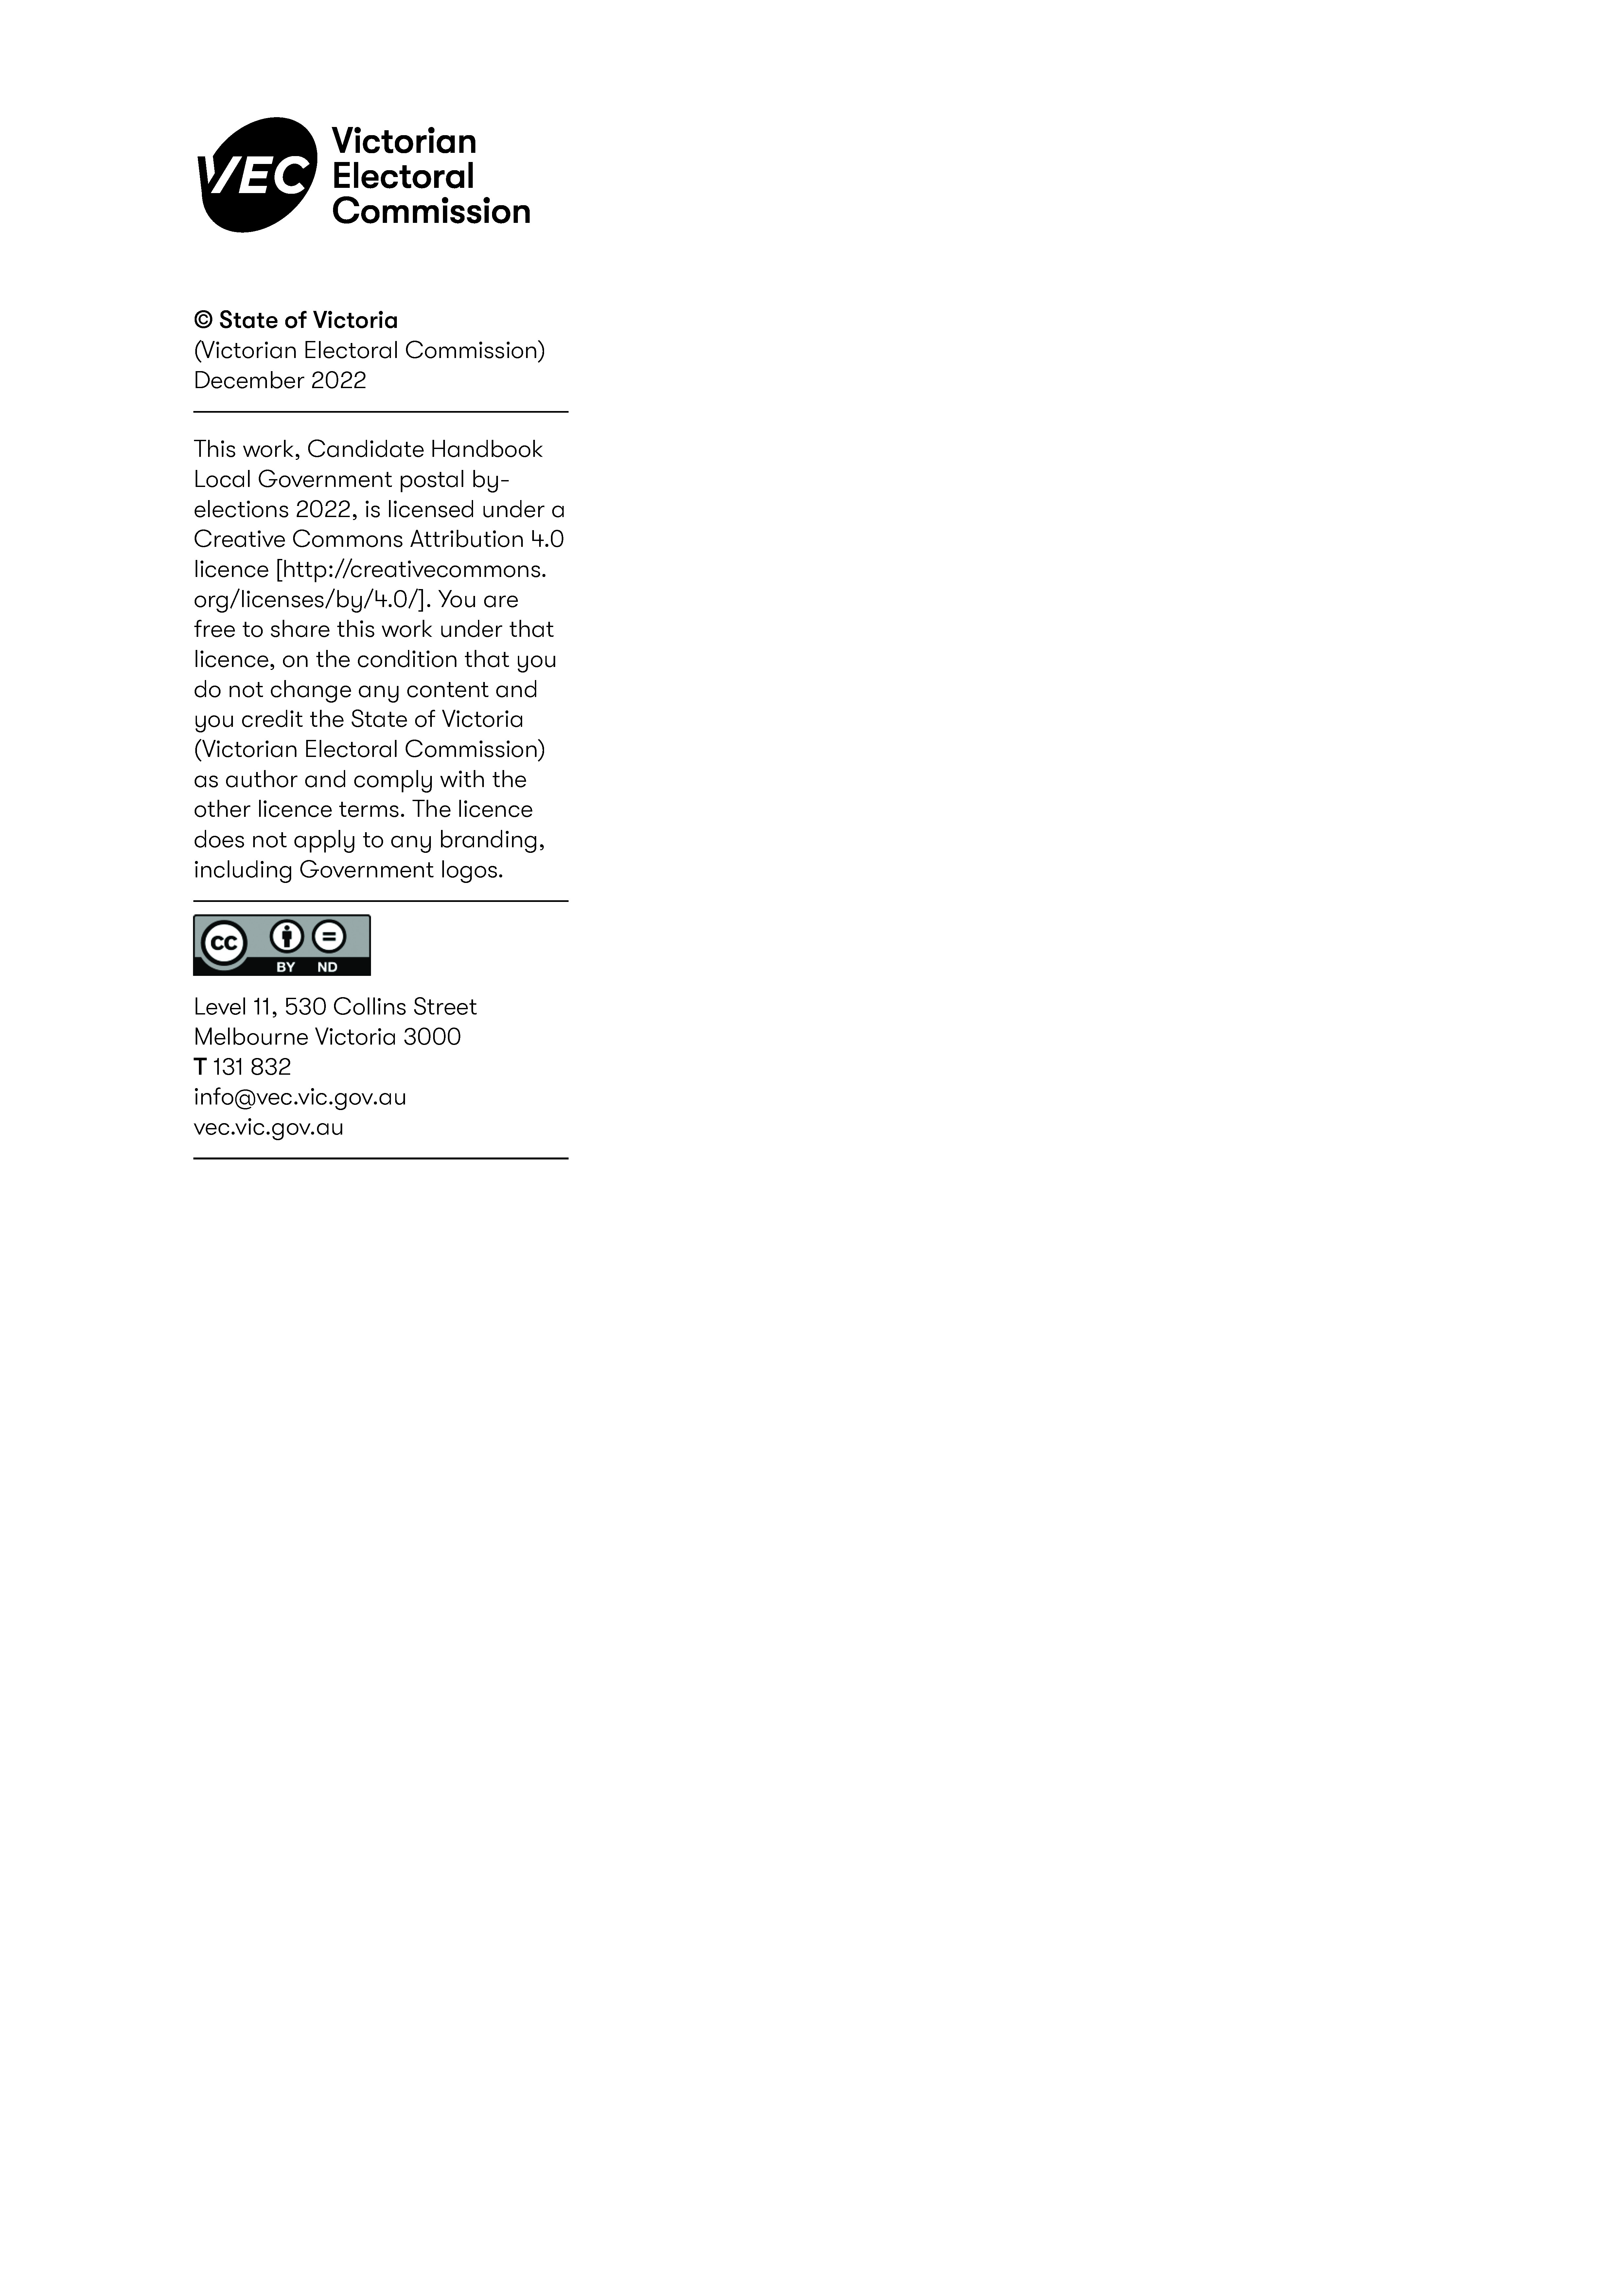 VEC
Victorian
Electoral
Commission
© State of Victoria
(Victorian Electoral Commission)
December 2022
This work, Candidate Handbook
Local Government postal by-
elections 2022, is licensed under a
Creative Commons Attribution 4.0
licence [http://creativecommons.
org/licenses/by/4.0/]. You are
free to share this work under that
licence, on the condition that you
do not change any content and
you credit the State of Victoria
(Victorian Electoral Commission)
as author and comply with the
other licence terms. The licence
does not apply to any branding,
including Government logos.
cc
BY ND
Level 11, 530 Collins Street
Melbourne Victoria 3000
T 131 832
info@vec.vic.gov.au
vec.vic.gov.au